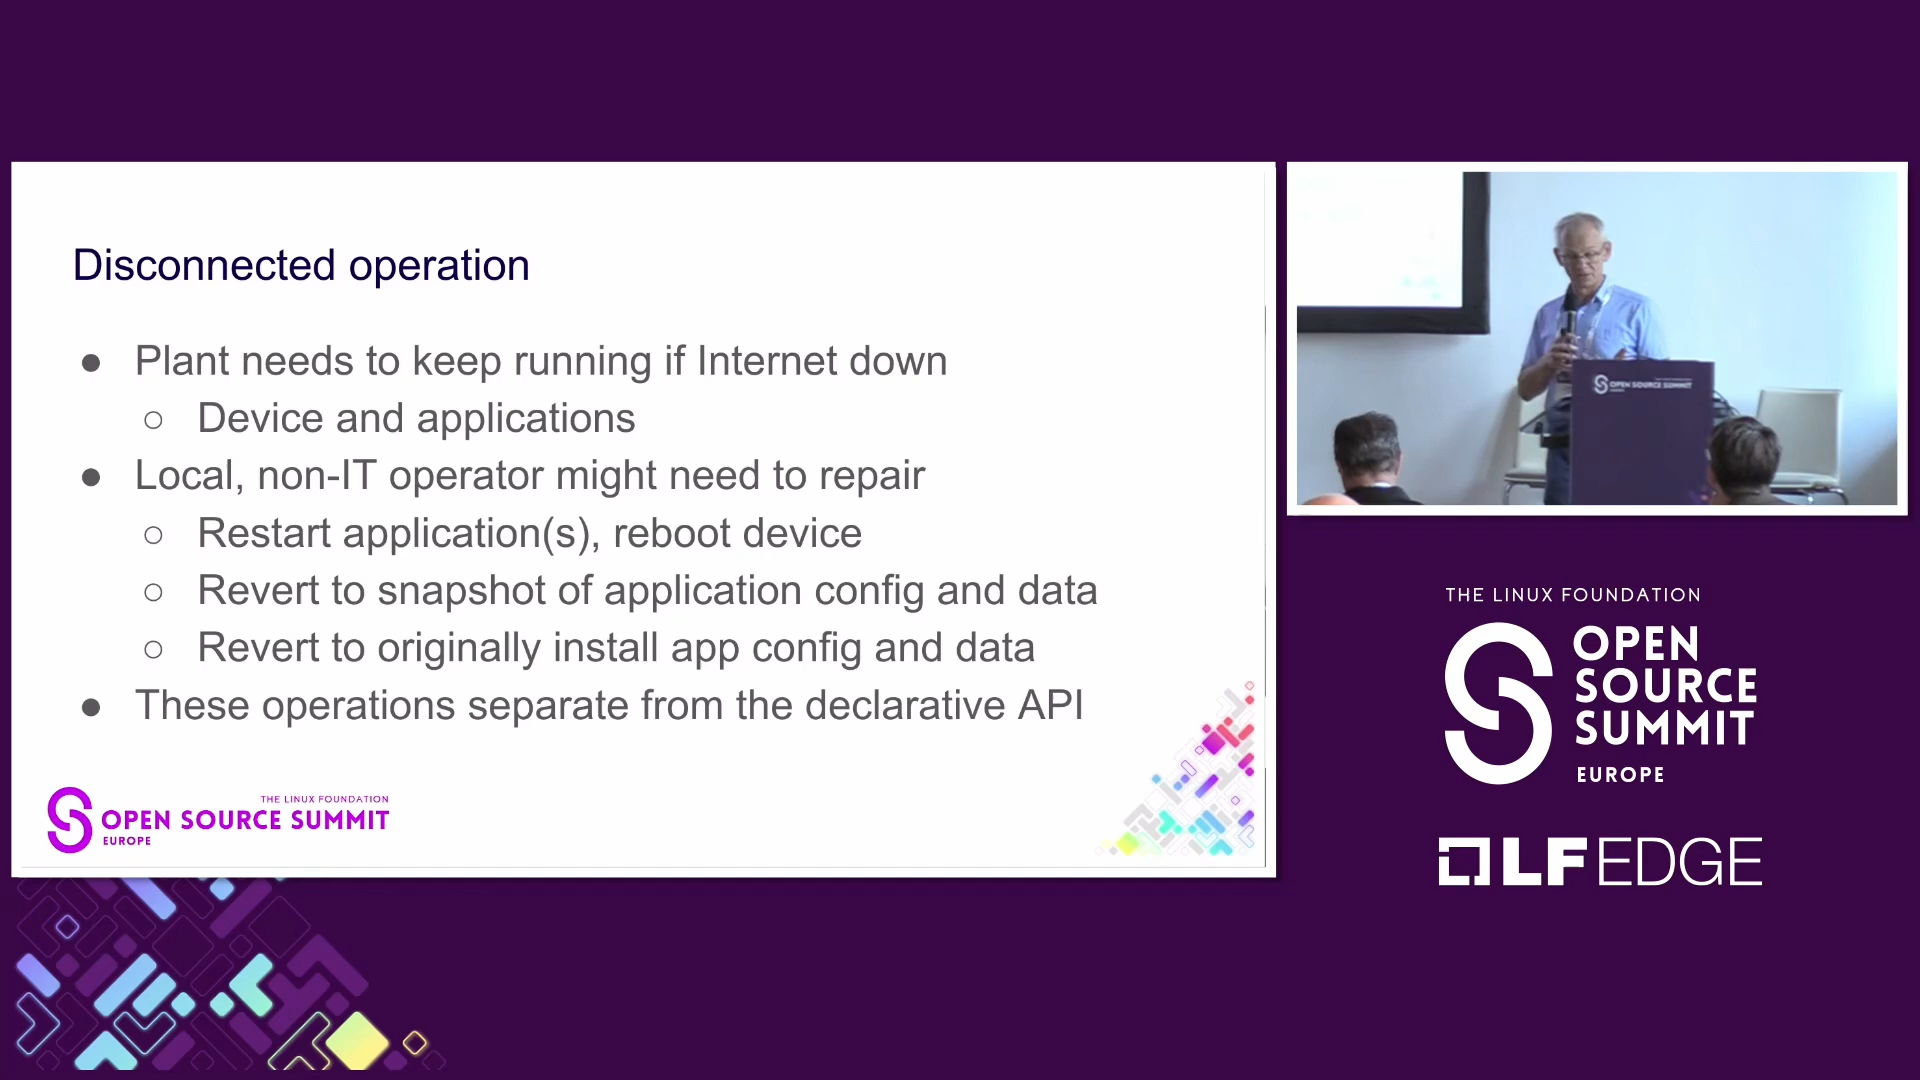 Disconnected operation
● Plant needs to keep running if Internet down
○ Device and applications
● Local, non-IT operator might need to repair
○ Restart application(s), reboot device
○ Revert to snapshot of application config and data
○ Revert to originally install app config and data
● These operations separate from the declarative API
THE LINUX FOUNDATION
OPEN SOURCE SUMMIT
EUROPE
OPEN SOURCE SUMMIT
THE LINUX FOUNDATION
OPEN
SOURCE
SUMMIT
EUROPE
LF EDGE